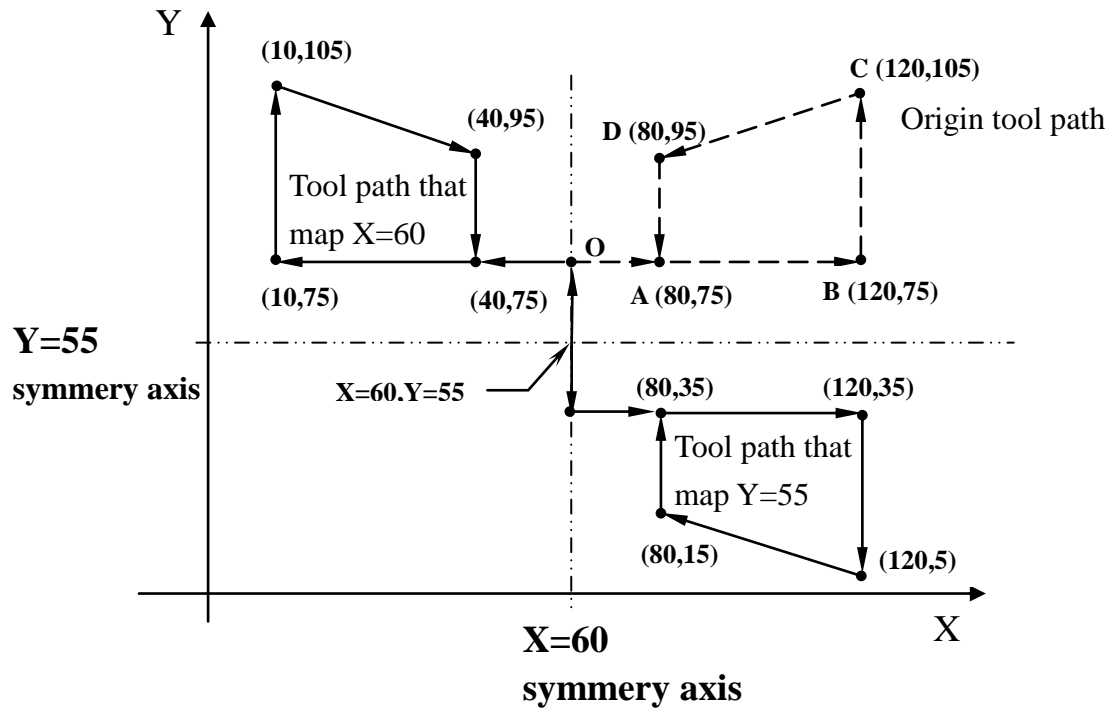 Y
(10,105)
C (120,105)
(40,95)
D (80,95)
Origin tool path
Tool path that
map X=60
O
(10,75)
(40,75)
A (80,75)
B (120,75)
Y=55
symmery axis
X=60.Y=55
(80,35)
(120,35)
Tool path that
map Y=55
(80,15)
(120,5)
X
X=60
symmery axis